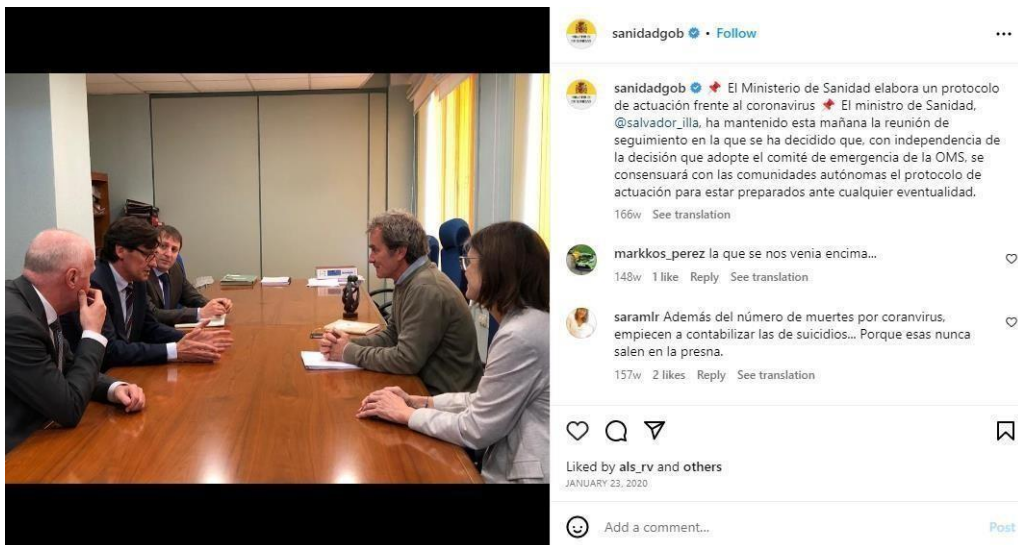 sanidadgob • Follow
sanidadgob 📌 El Ministerio de Sanidad elabora un protocolo
de actuación frente al coronavirus 📌 El ministro de Sanidad,
@salvador_illa, ha mantenido esta mañana la reunión de
seguimiento en la que se ha decidido que, con independencia de
la decisión que adopte el comité de emergencia de la OMS, se
consensuará con las comunidades autónomas el protocolo de
actuación para estar preparados ante cualquier eventualidad.
166w See translation
markkos_perez la que se nos venia encima...
148w 1 like Reply See translation
saramlr Además del número de muertes por coranvirus,
empiecen a contabilizar las de suicidios... Porque esas nunca
salen en la presna.
157w 2 likes Reply See translation
Liked by als_rv and others
JANUARY 23, 2020
Add a comment...
Post